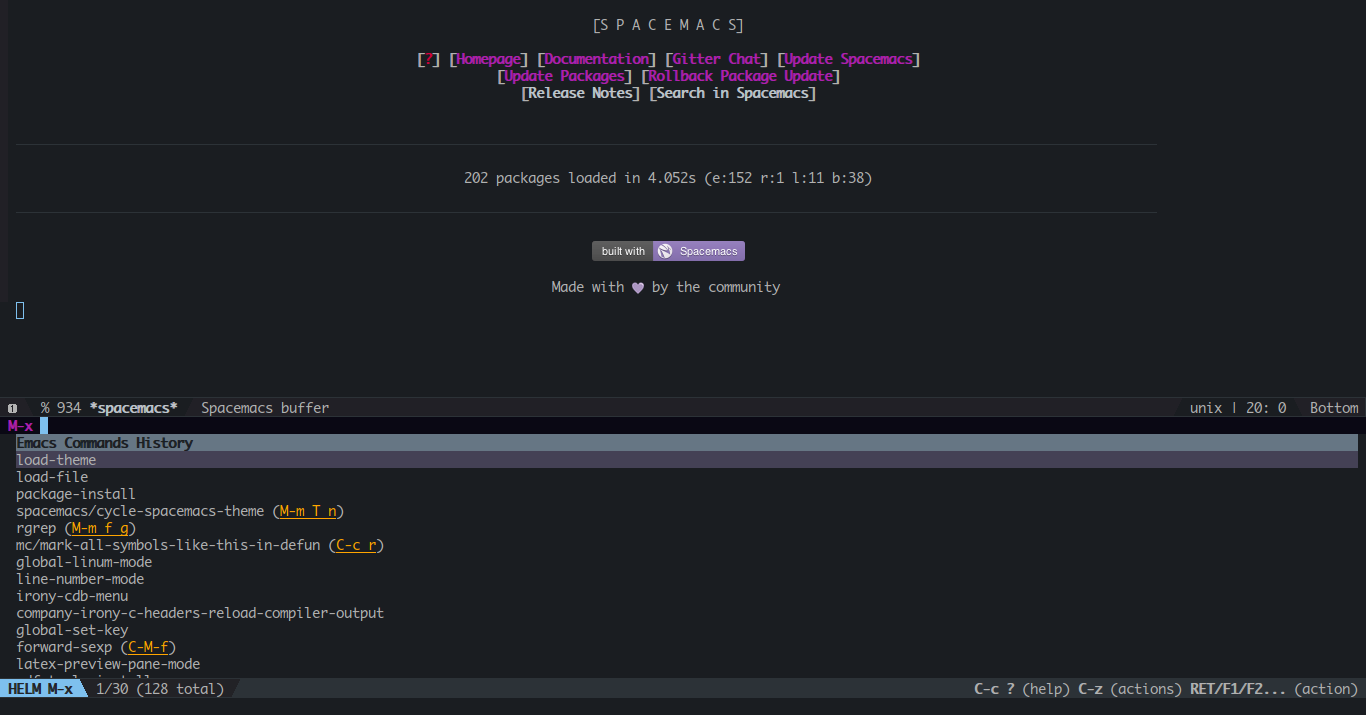 [S P A C E M A C S]
[?] [Homepage] [Documentation] [Gitter Chat] [Update Spacemacs]
[Update Packages] [Rollback Package Update]
[Release Notes] [Search in Spacemacs]
202 packages loaded in 4.052s (e:152 r:1 l:11 b:38)
built with Spacemacs
Made with ♥ by the community
1 % 934 *spacemacs* Spacemacs buffer unix | 20: 0 Bottom
M-x
Emacs Commands History
load-theme
load-file
package-install
spacemacs/cycle-spacemacs-theme (M-m T n)
rgrep (M-m f g)
mc/mark-all-symbols-like-this-in-defun (C-c r)
global-linum-mode
line-number-mode
irony-cdb-menu
company-irony-c-headers-reload-compiler-output
global-set-key
forward-sexp (C-M-f)
latex-preview-pane-mode
HELM M-x 1/30 (128 total) C-c ? (help) C-z (actions) RET/F1/F2... (action)